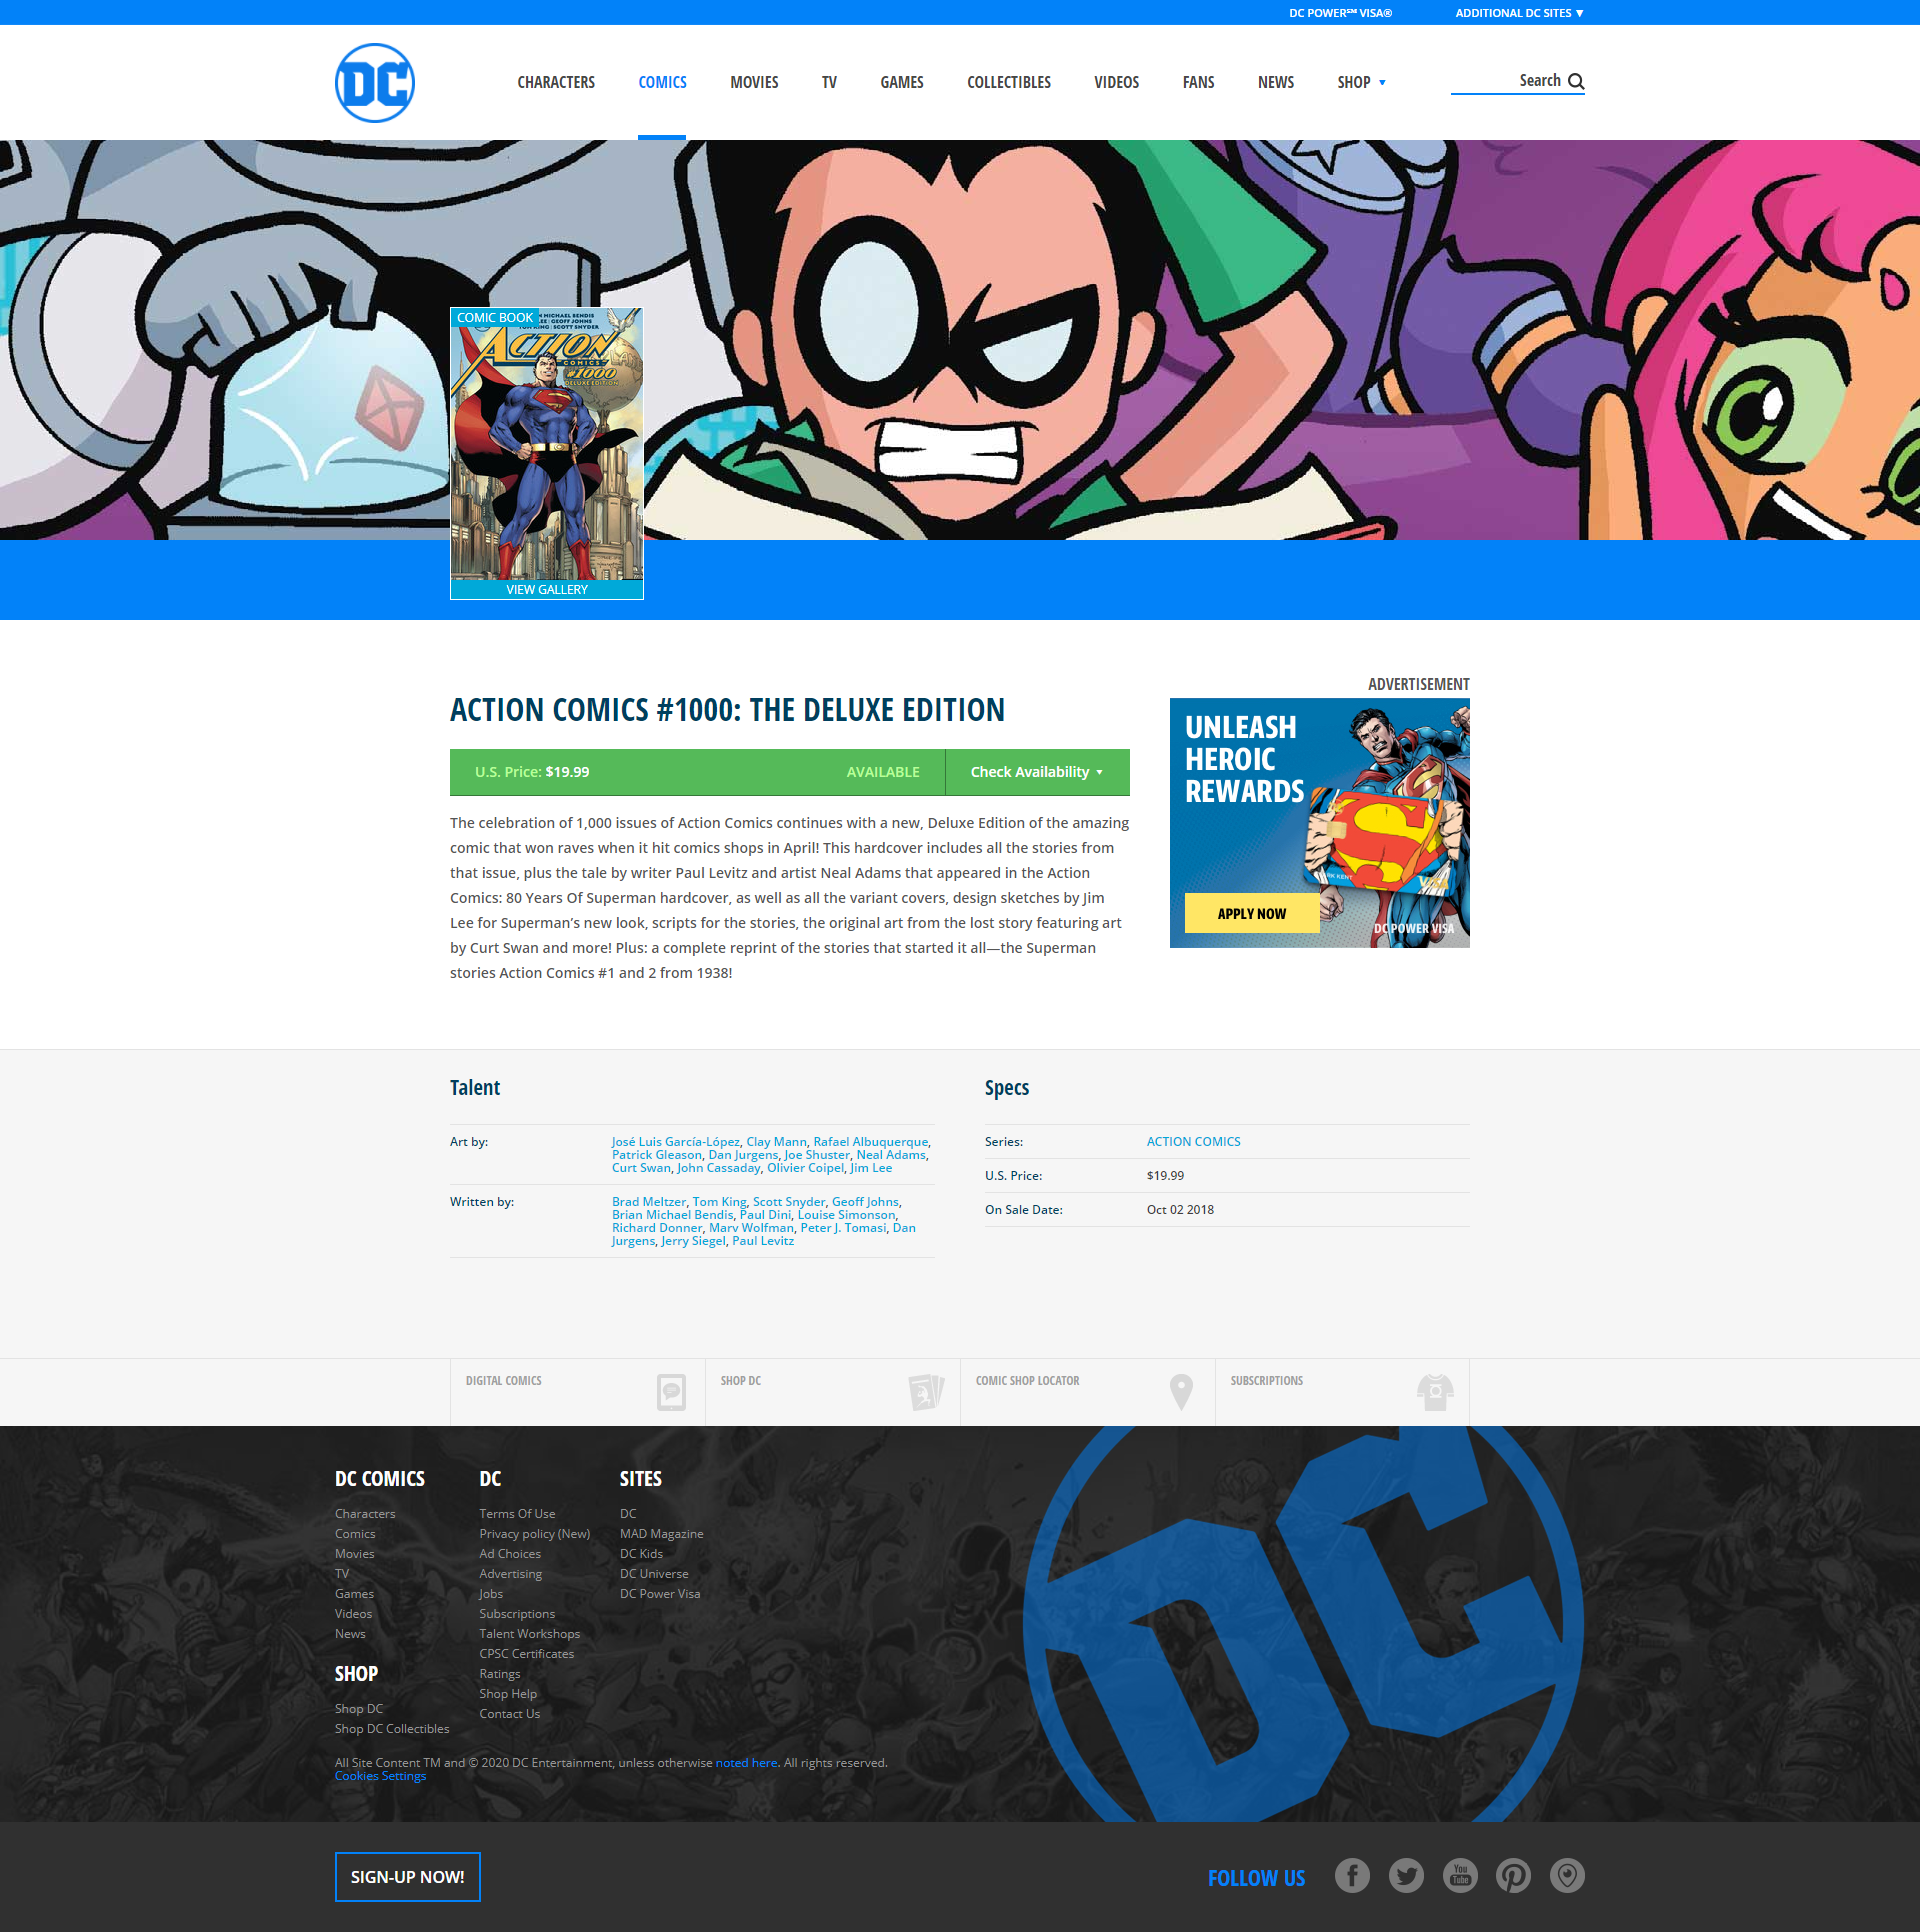 DC POWER℠ VISA®
ADDITIONAL DC SITES ▼
DC
CHARACTERS COMICS MOVIES TV GAMES COLLECTIBLES VIDEOS FANS NEWS SHOP
Search
COMIC BOOK
ACTION
COMICS
#1000
DELUXE EDITION
VIEW GALLERY
ADVERTISEMENT
ACTION COMICS #1000: THE DELUXE EDITION
U.S. Price: $19.99 AVAILABLE Check Availability
UNLEASH
HEROIC
REWARDS
VISA
APPLY NOW
DC POWER VISA
The celebration of 1,000 issues of Action Comics continues with a new, Deluxe Edition of the amazing
comic that won raves when it hit comics shops in April! This hardcover includes all the stories from
that issue, plus the tale by writer Paul Levitz and artist Neal Adams that appeared in the Action
Comics: 80 Years Of Superman hardcover, as well as all the variant covers, design sketches by Jim
Lee for Superman’s new look, scripts for the stories, the original art from the lost story featuring art
by Curt Swan and more! Plus: a complete reprint of the stories that started it all—the Superman
stories Action Comics #1 and 2 from 1938!
Talent
Art by:
José Luis García-López, Clay Mann, Rafael Albuquerque,
Patrick Gleason, Dan Jurgens, Joe Shuster, Neal Adams,
Curt Swan, John Cassaday, Olivier Coipel, Jim Lee
Written by:
Brad Meltzer, Tom King, Scott Snyder, Geoff Johns,
Brian Michael Bendis, Paul Dini, Louise Simonson,
Richard Donner, Marv Wolfman, Peter J. Tomasi, Dan
Jurgens, Jerry Siegel, Paul Levitz
Specs
Series: ACTION COMICS
U.S. Price: $19.99
On Sale Date: Oct 02 2018
DIGITAL COMICS
SHOP DC
COMIC SHOP LOCATOR
SUBSCRIPTIONS
DC COMICS
Characters
Comics
Movies
TV
Games
Videos
News
SHOP
Shop DC
Shop DC Collectibles
DC
Terms Of Use
Privacy policy (New)
Ad Choices
Advertising
Jobs
Subscriptions
Talent Workshops
CPSC Certificates
Ratings
Shop Help
Contact Us
SITES
DC
MAD Magazine
DC Kids
DC Universe
DC Power Visa
DC
All Site Content TM and © 2020 DC Entertainment, unless otherwise noted here. All rights reserved.
Cookies Settings
SIGN-UP NOW!
FOLLOW US
You
Tube